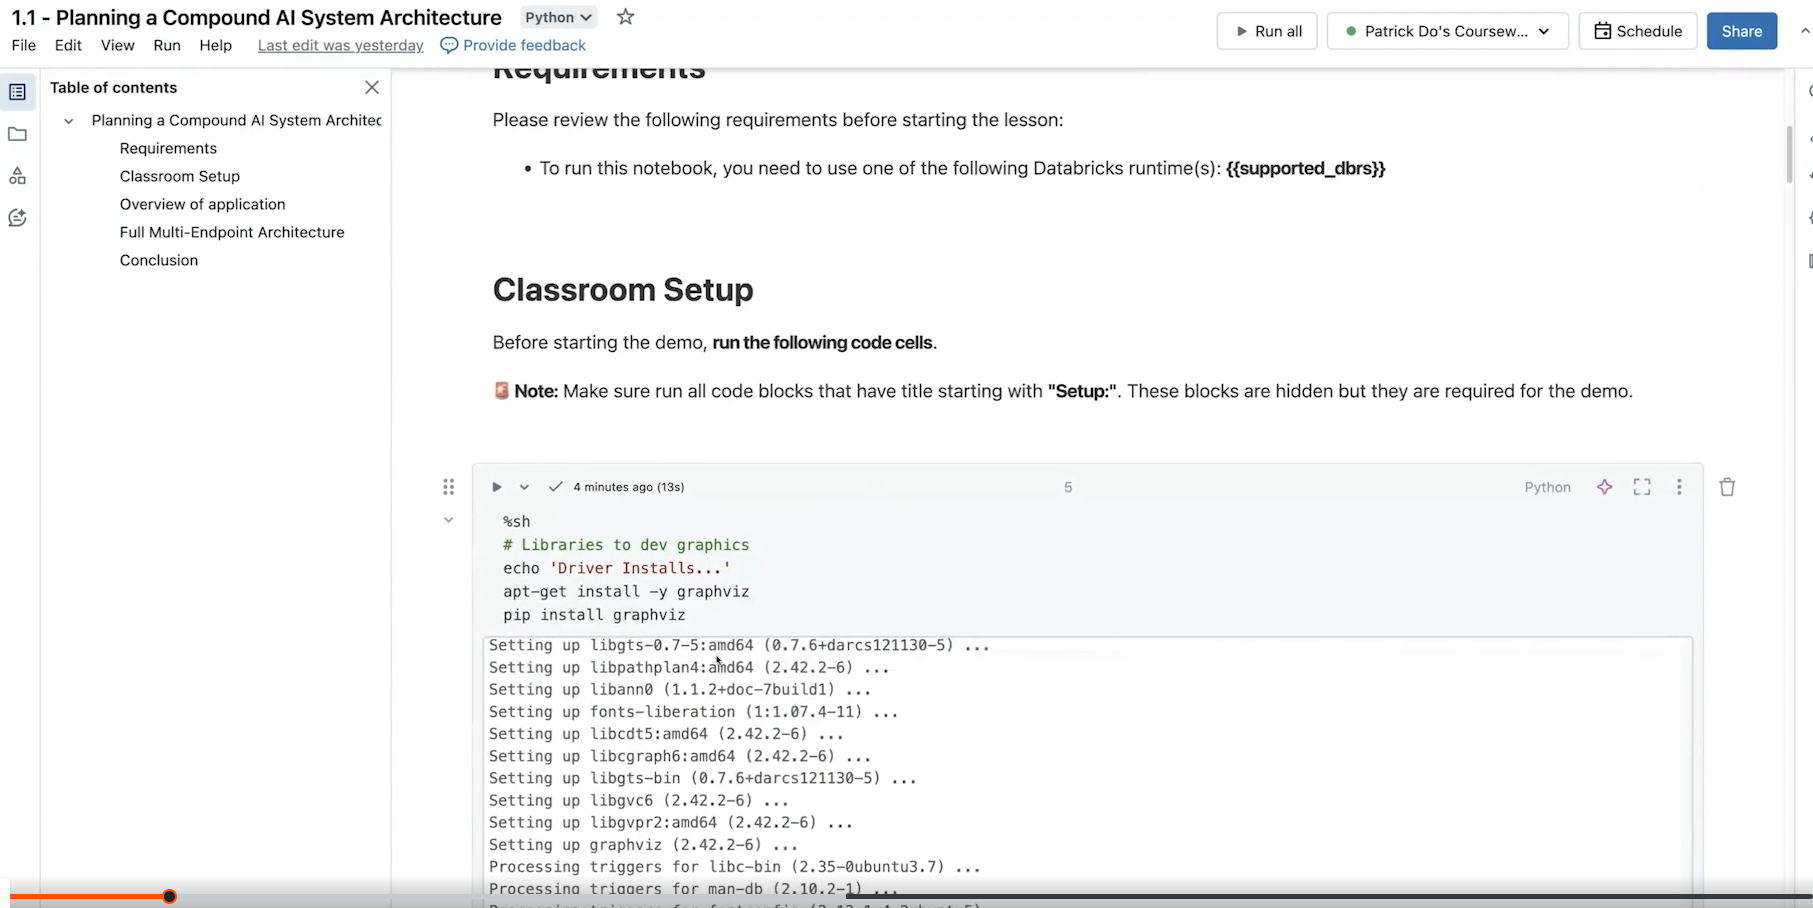 1.1 - Planning a Compound AI System Architecture
Python
File Edit View Run Help Last edit was yesterday Provide feedback
Run all
Patrick Do's Coursew...
Schedule
Share
Table of contents
Planning a Compound AI System Architec
Requirements
Classroom Setup
Overview of application
Full Multi-Endpoint Architecture
Conclusion
Requirements
Please review the following requirements before starting the lesson:
• To run this notebook, you need to use one of the following Databricks runtime(s): {{supported_dbrs}}
Classroom Setup
Before starting the demo, run the following code cells.
🚨 Note: Make sure run all code blocks that have title starting with "Setup:". These blocks are hidden but they are required for the demo.
4 minutes ago (13s)
5
Python
%sh
# Libraries to dev graphics
echo 'Driver Installs...'
apt-get install -y graphviz
pip install graphviz
Setting up libgts-0.7-5:amd64 (0.7.6+darcs121130-5) ...
Setting up libpathplan4:amd64 (2.42.2-6) ...
Setting up libann0 (1.1.2+doc-7build1) ...
Setting up fonts-liberation (1:1.07.4-11) ...
Setting up libcdt5:amd64 (2.42.2-6) ...
Setting up libcgraph6:amd64 (2.42.2-6) ...
Setting up libgts-bin (0.7.6+darcs121130-5) ...
Setting up libgvc6 (2.42.2-6) ...
Setting up libgvpr2:amd64 (2.42.2-6) ...
Setting up graphviz (2.42.2-6) ...
Processing triggers for libc-bin (2.35-0ubuntu3.7) ...
Processing triggers for man-db (2.10.2-1) ...